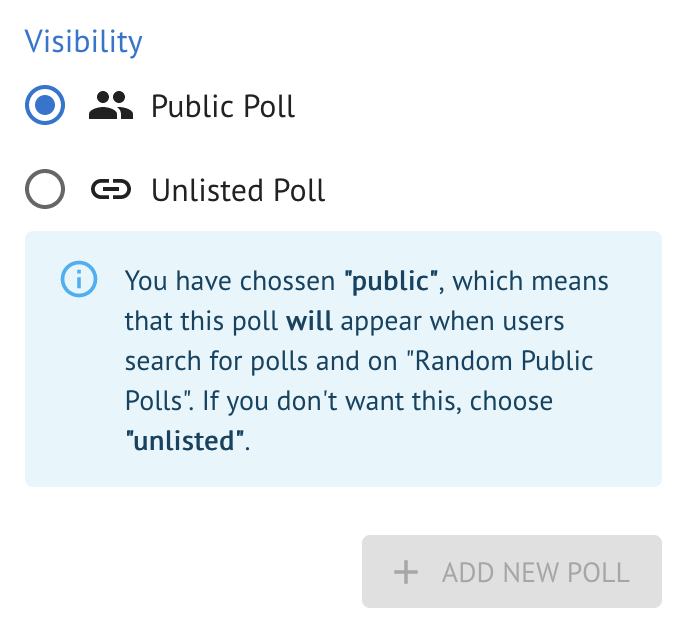 Visibility
Public Poll
Unlisted Poll
You have chossen "public", which means
that this poll will appear when users
search for polls and on "Random Public
Polls". If you don't want this, choose
"unlisted".
ADD NEW POLL